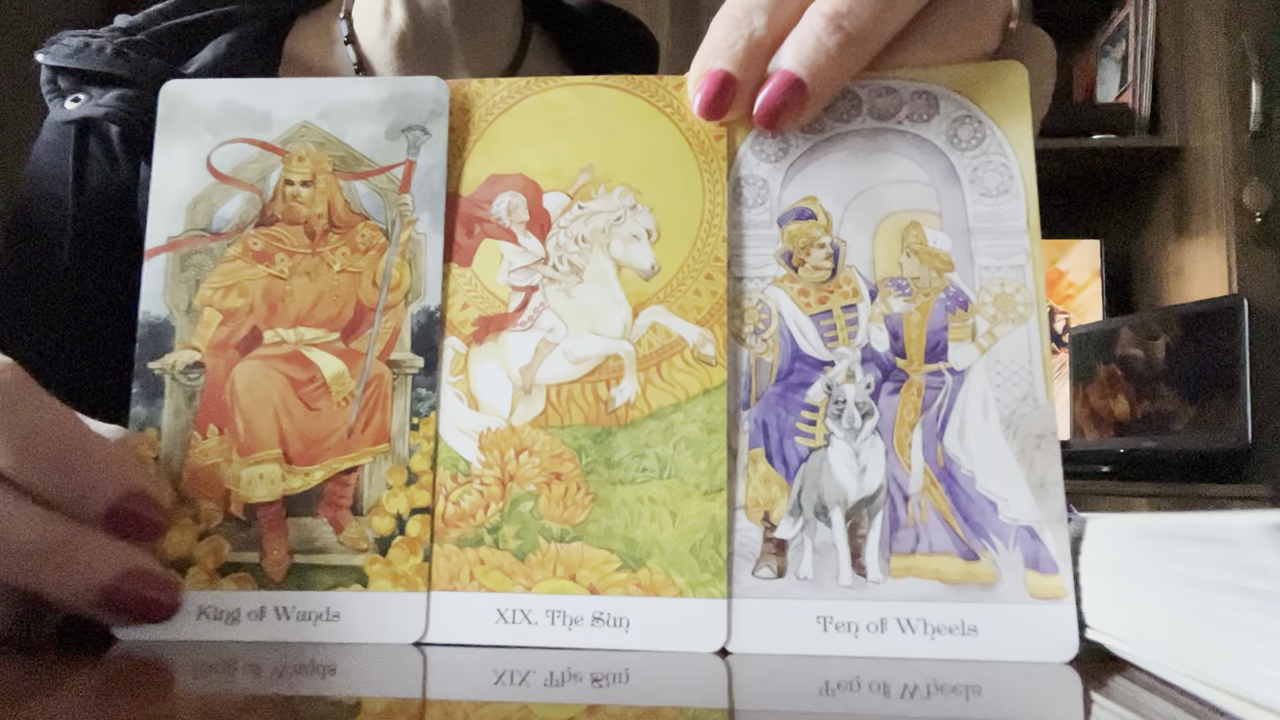 King of Wands
XIX. The Sun
Ten of Wheels